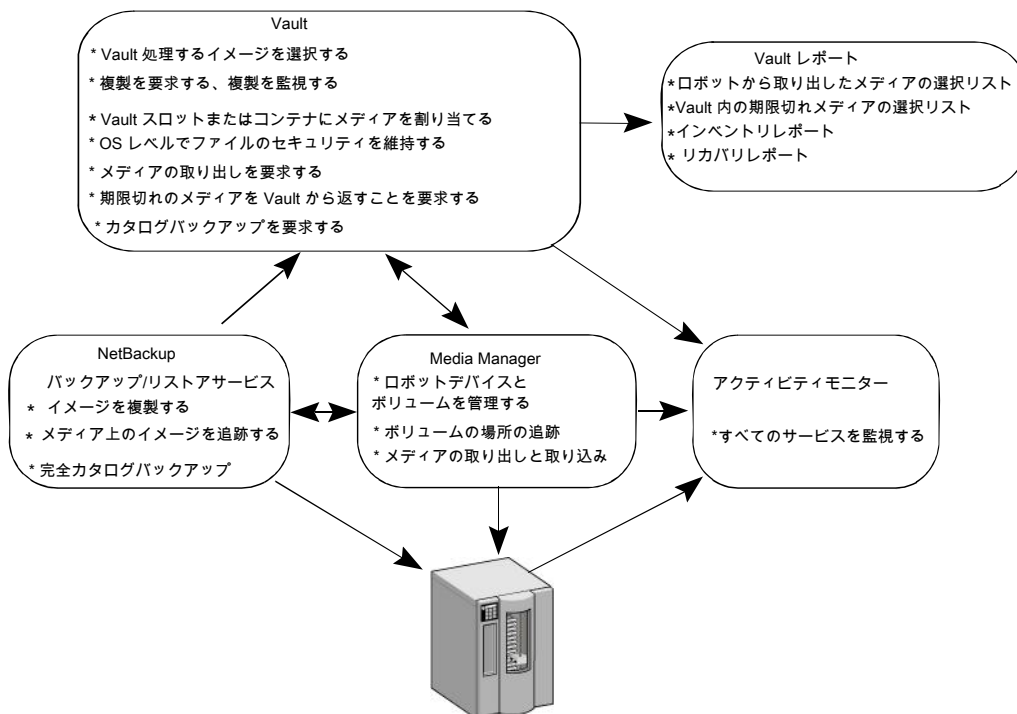 Vault
* Vault 処理するイメージを選択する
* 複製を要求する、複製を監視する
* Vault スロットまたはコンテナにメディアを割り当てる
* OS レベルでファイルのセキュリティを維持する
* メディアの取り出しを要求する
* 期限切れのメディアを Vault から返すことを要求する
* カタログバックアップを要求する
Vault レポート
*ロボットから取り出したメディアの選択リスト
*Vault 内の期限切れメディアの選択リスト
*インベントリレポート
* リカバリレポート
NetBackup
バックアップ/リストアサービス
* イメージを複製する
* メディア上のイメージを追跡する
* 完全カタログバックアップ
Media Manager
* ロボットデバイスと
ボリュームを管理する
* ボリュームの場所の追跡
* メディアの取り出しと取り込み
アクティビティモニター
*すべてのサービスを監視する